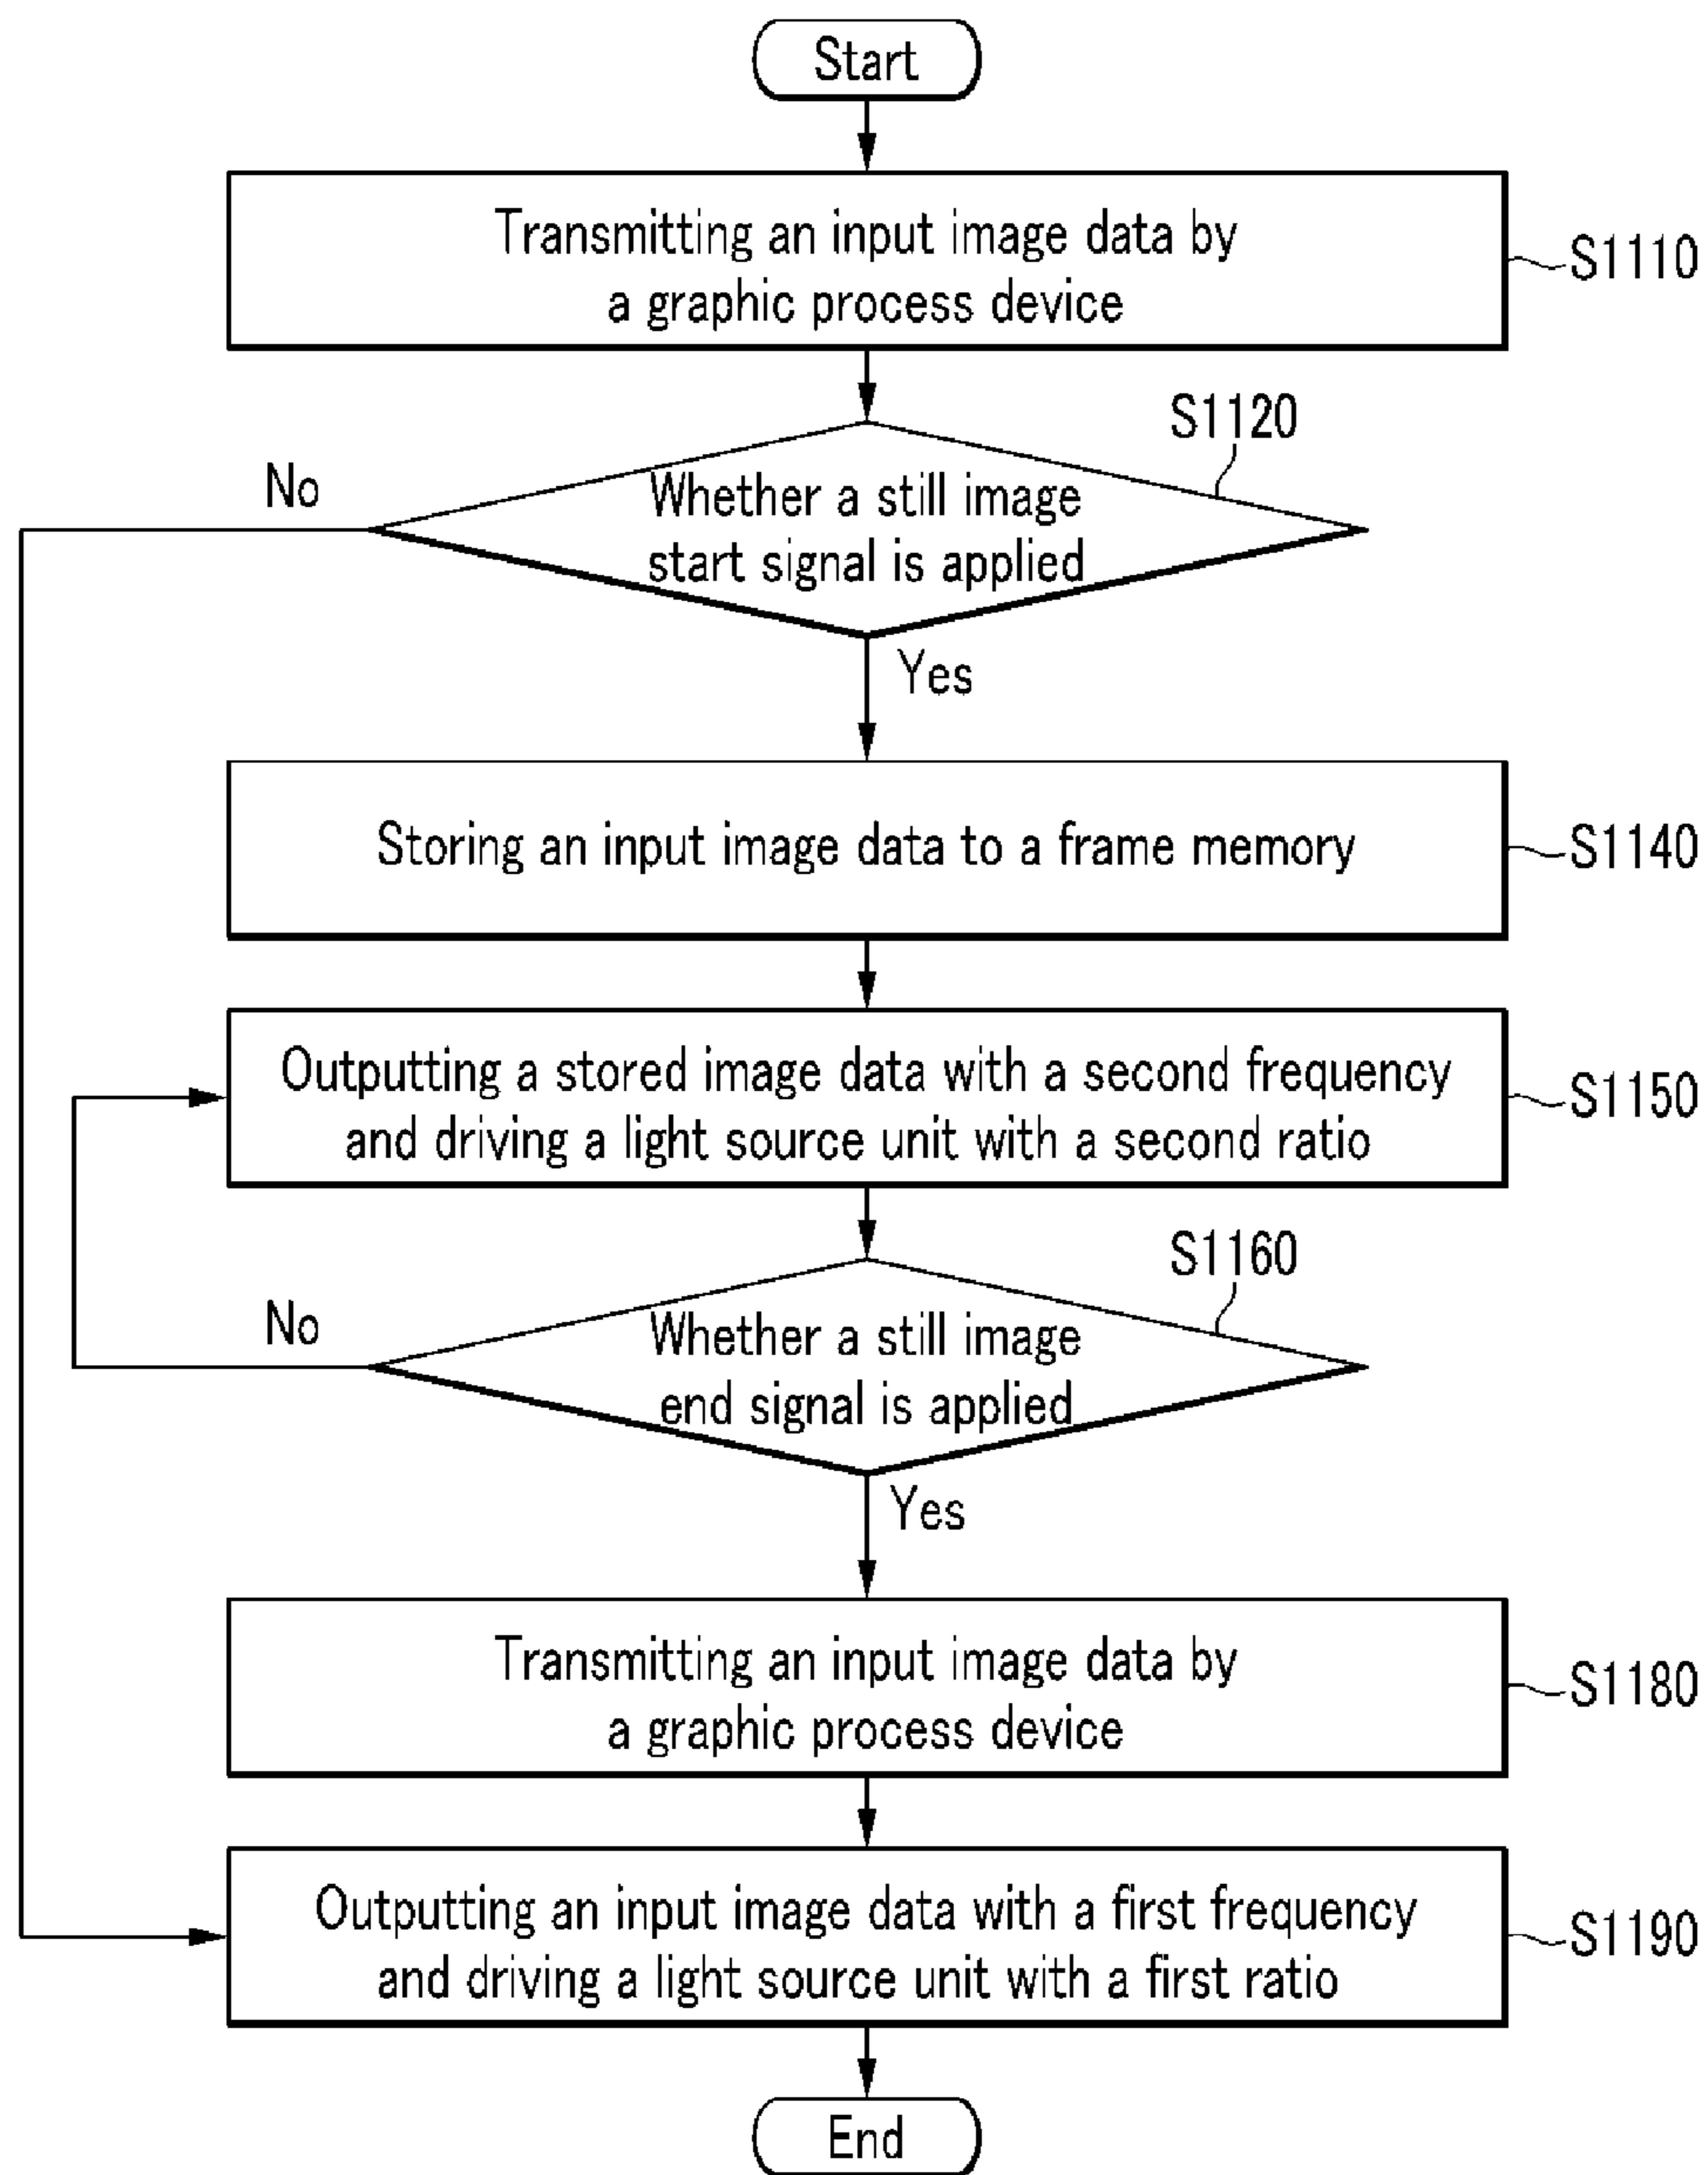 Start
Transmitting an input image data by
a graphic process device
S1110
S1120
No
Whether a still image
start signal is applied
Yes
Storing an input image data to a frame memory
S1140
Outputting a stored image data with a second frequency
and driving a light source unit with a second ratio
S1150
S1160
No
Whether a still image
end signal is applied
Yes
Transmitting an input image data by
a graphic process device
S1180
Outputting an input image data with a first frequency
and driving a light source unit with a first ratio
S1190
End